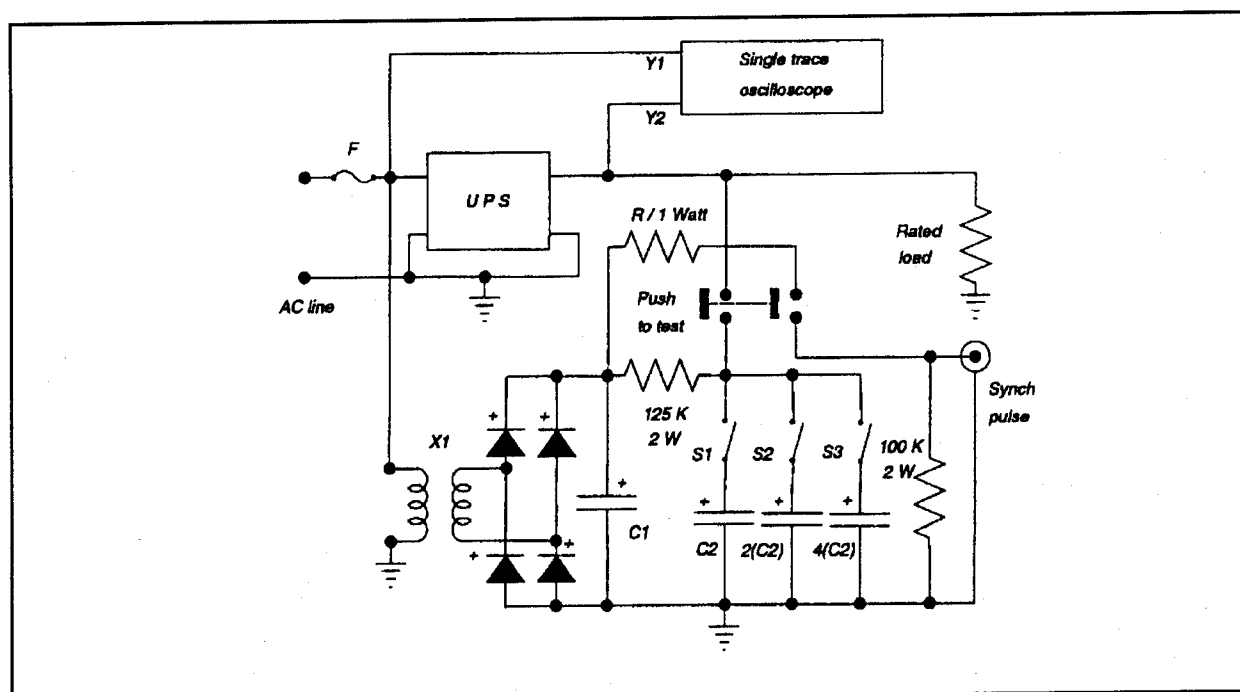 Y1
Single trace
oscilloscope
Y2
F
U P S
R / 1 Watt
Rated
load
AC line
Push
to test
Synch
pulse
125 K
2 W
X1
+
+
S1
S2
S3
100 K
2 W
+
+
+
+
C1
+
+
C2
2(C2)
4(C2)